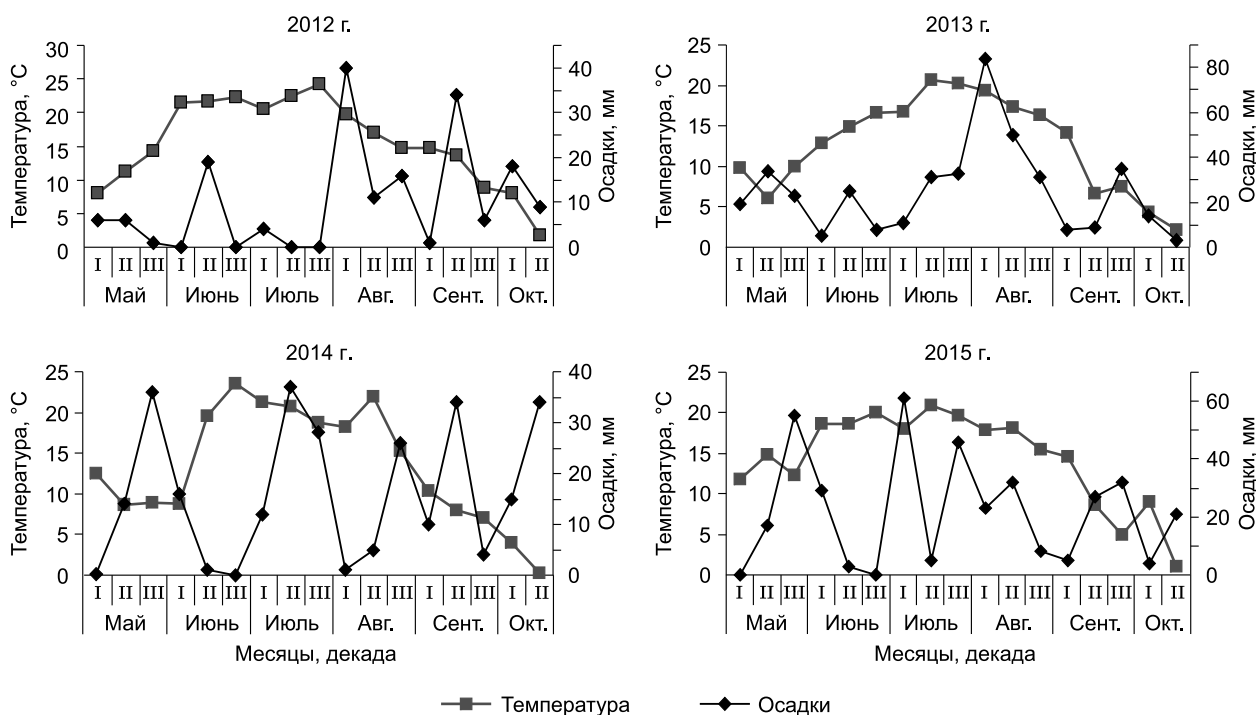 2012 г.
Температура, °C
30
25
20
15
10
5
0
40
30
20
10
0
Осадки, мм
I II III I II III I II III I II III I II III I II
Май Июнь Июль Авг. Сент. Окт.
2013 г.
Температура, °C
25
20
15
10
5
0
80
60
40
20
0
Осадки, мм
I II III I II III I II III I II III I II III I II
Май Июнь Июль Авг. Сент. Окт.
2014 г.
Температура, °C
25
20
15
10
5
0
40
30
20
10
0
Осадки, мм
I II III I II III I II III I II III I II III I II
Май Июнь Июль Авг. Сент. Окт.
Месяцы, декада
2015 г.
Температура, °C
25
20
15
10
5
0
60
40
20
0
Осадки, мм
I II III I II III I II III I II III I II III I II
Май Июнь Июль Авг. Сент. Окт.
Месяцы, декада
Температура Осадки